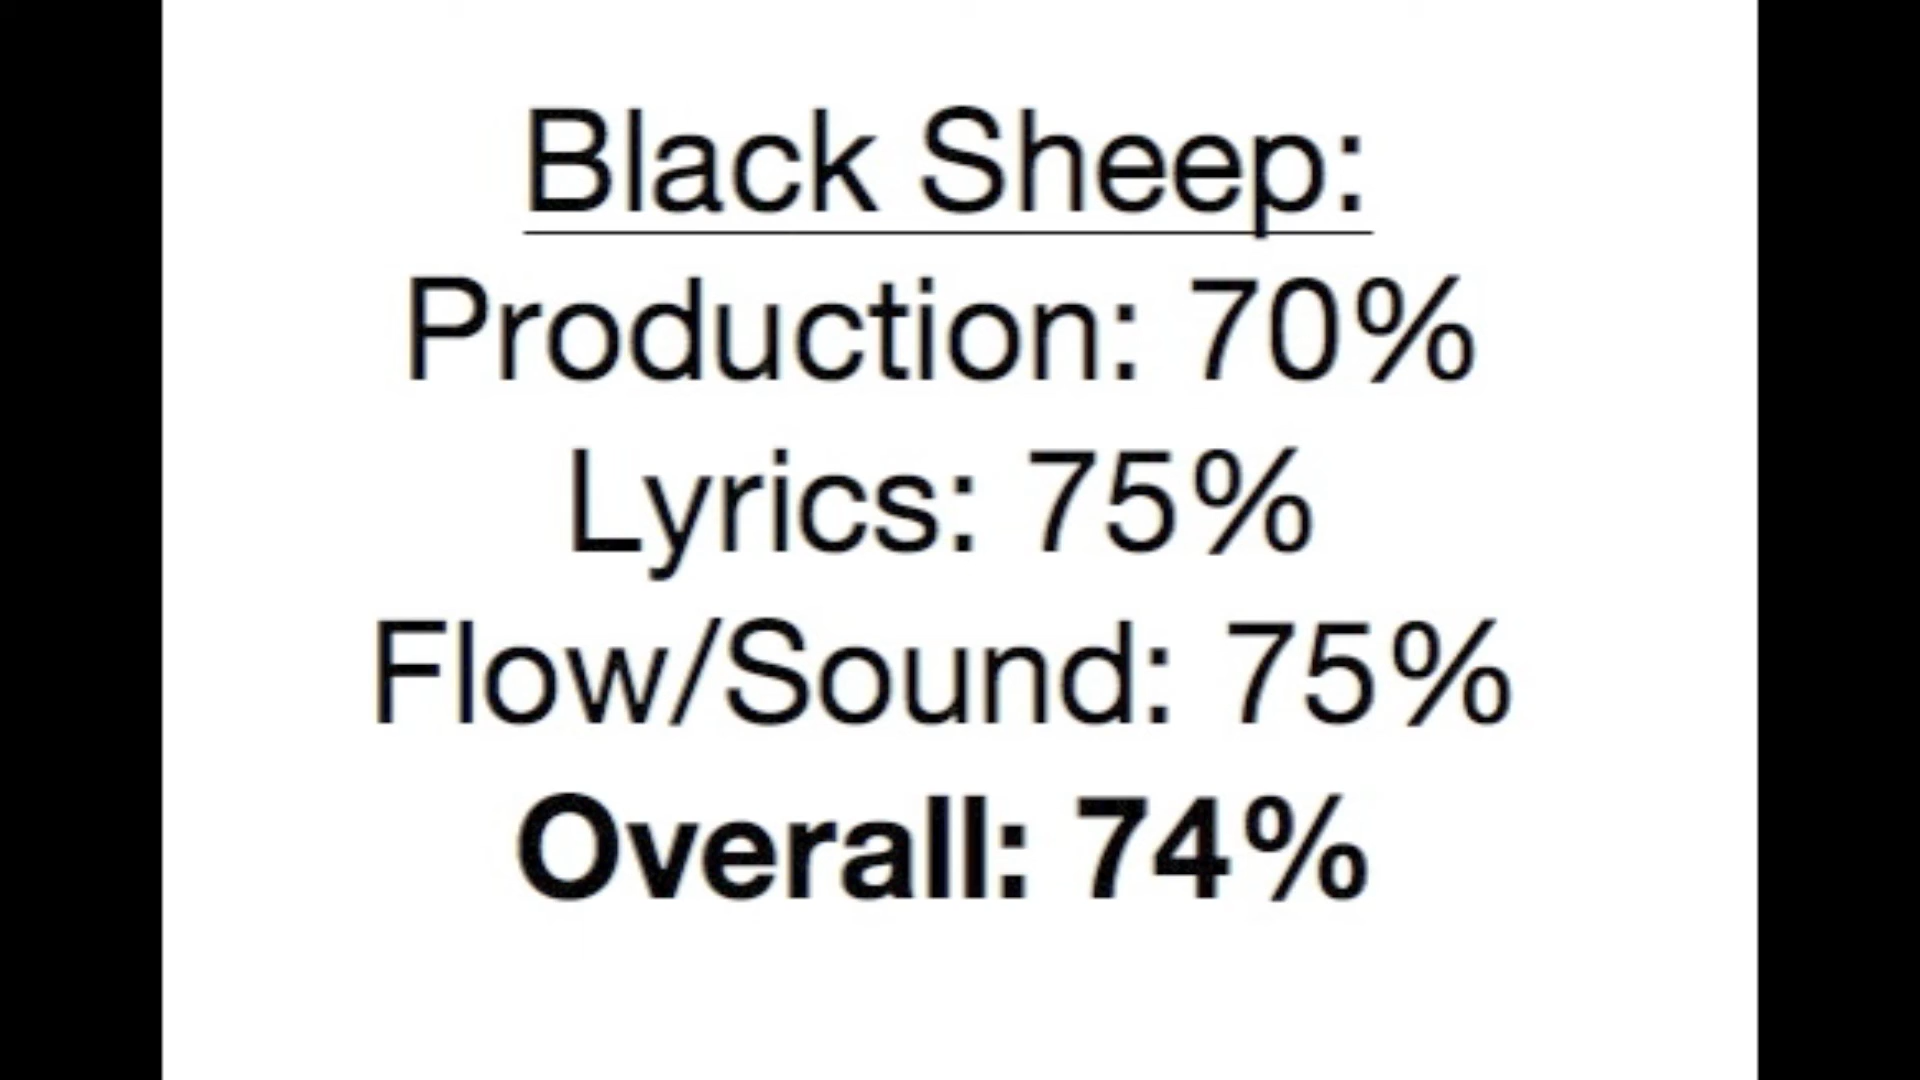 Black Sheep:
Production: 70%
Lyrics: 75%
Flow/Sound: 75%
Overall: 74%